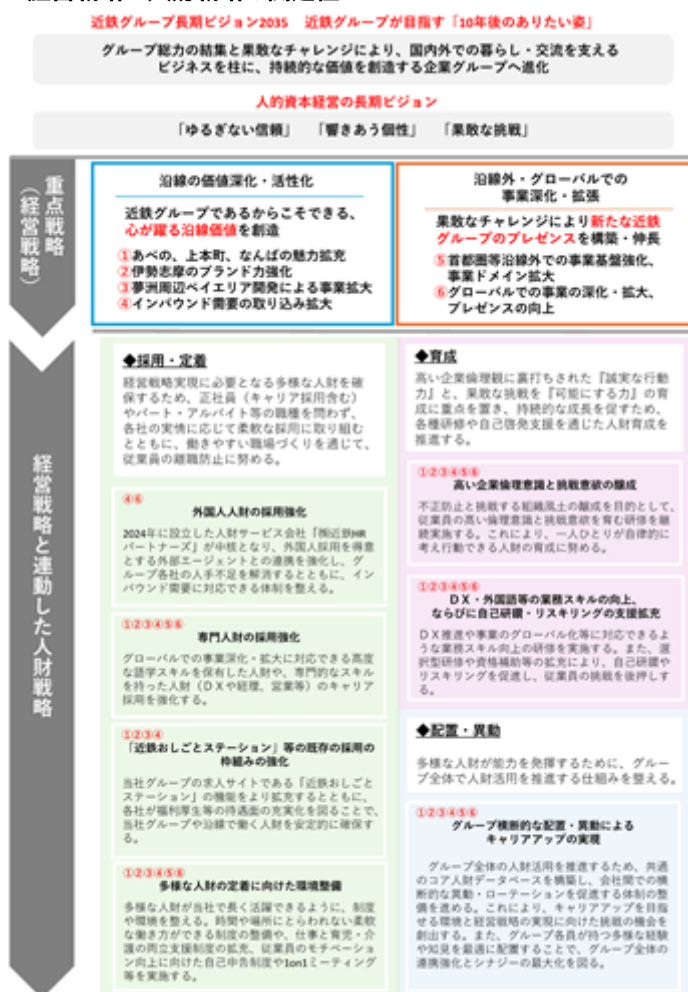 近鉄グループ長期ビジョン2035　近鉄グループが目指す「10年後のありたい姿」
グループ総力の結集と果敢なチャレンジにより、国内外での暮らし・交流を支える
ビジネスを柱に、持続的な価値を創造する企業グループへ進化
人的資本経営の長期ビジョン
「ゆるぎない信頼」　「響きあう個性」　「果敢な挑戦」
重点戦略
（経営戦略）
沿線の価値深化・活性化
近鉄グループであるからこそできる、
心が躍る沿線価値を創造
①あべの、上本町、なんばの魅力拡充
②伊勢志摩のブランド力強化
③夢洲周辺ベイエリア開発による事業拡大
④インバウンド需要の取り込み拡大
沿線外・グローバルでの
事業深化・拡張
果敢なチャレンジにより新たな近鉄
グループのプレゼンスを構築・伸長
⑤首都圏等沿線外での事業基盤強化、
事業ドメイン拡大
⑥グローバルでの事業の深化・拡大、
プレゼンスの向上
経営戦略と連動した人財戦略
◆採用・定着
経営戦略実現に必要となる多様な人財を確
保するため、正社員（キャリア採用含む）
やパート・アルバイト等の職種を問わず、
各社の実情に応じて柔軟な採用に取り組む
とともに、働きやすい職場づくりを通じて、
従業員の離職防止に努める。
④⑥
外国人人財の採用強化
2024年に設立した人財サービス会社「㈱近鉄HR
パートナーズ」が中核となり、外国人採用を得意
とする外部エージェントとの連携を強化し、グ
ループ各社の人手不足を解消するとともに、イン
バウンド需要に対応できる体制を整える。
①②③④⑤⑥
専門人財の採用強化
グローバルでの事業深化・拡大に対応できる高度
な語学スキルを保有した人財や、専門的なスキル
を持った人財（ＤＸや経理、営業等）のキャリア
採用を強化する。
①②③④
「近鉄おしごとステーション」等の既存の採用の
枠組みの強化
当社グループの求人サイトである「近鉄おしごと
ステーション」の機能をより拡充するとともに、
各社が福利厚生等の待遇面の充実化を図ることで、
当社グループや沿線で働く人財を安定的に確保す
る。
①②③④⑤⑥
多様な人財の定着に向けた環境整備
多様な人財が当社で長く活躍できるように、制度
や環境を整える。時間や場所にとらわれない柔軟
な働き方ができる制度の整備や、仕事と育児・介
護の両立支援制度の拡充、従業員のモチベーショ
ン向上に向けた自己申告制度や1on1ミーティング
等を実施する。
◆育成
高い企業倫理観に裏打ちされた『誠実な行動
力』と、果敢な挑戦を『可能にする力』の育
成に重点を置き、持続的な成長を促すため、
各種研修や自己啓発支援を通じた人財育成を
推進する。
①②③④⑤⑥
高い企業倫理意識と挑戦意欲の醸成
不正防止と挑戦する組織風土の醸成を目的として、
従業員の高い倫理意識と挑戦意欲を育む研修を継
続実施する。これにより、一人ひとりが自律的に
考え行動できる人財の育成に努める。
①②③④⑤⑥
ＤＸ・外国語等の業務スキルの向上、
ならびに自己研鑽・リスキリングの支援拡充
ＤＸ推進や事業のグローバル化等に対応できるよ
うな業務スキル向上の研修を実施する。また、選
択型研修や資格補助等の拡充により、自己研鑽や
リスキリングを促進し、従業員の挑戦を後押しす
る。
◆配置・異動
多様な人財が能力を発揮するために、グルー
プ全体で人財活用を推進する仕組みを整える。
①②③④⑤⑥
グループ横断的な配置・異動による
キャリアアップの実現
グループ全体の人財活用を推進するため、共通
のコア人財データベースを構築し、会社間での横
断的な異動・ローテーションを促進する体制の整
備を進める。これにより、キャリアアップを目指
せる環境と経営戦略の実現に向けた挑戦の機会を
創出する。また、グループ各員が持つ多様な経験
や知見を最適に配置することで、グループ全体の
連携強化とシナジーの最大化を図る。